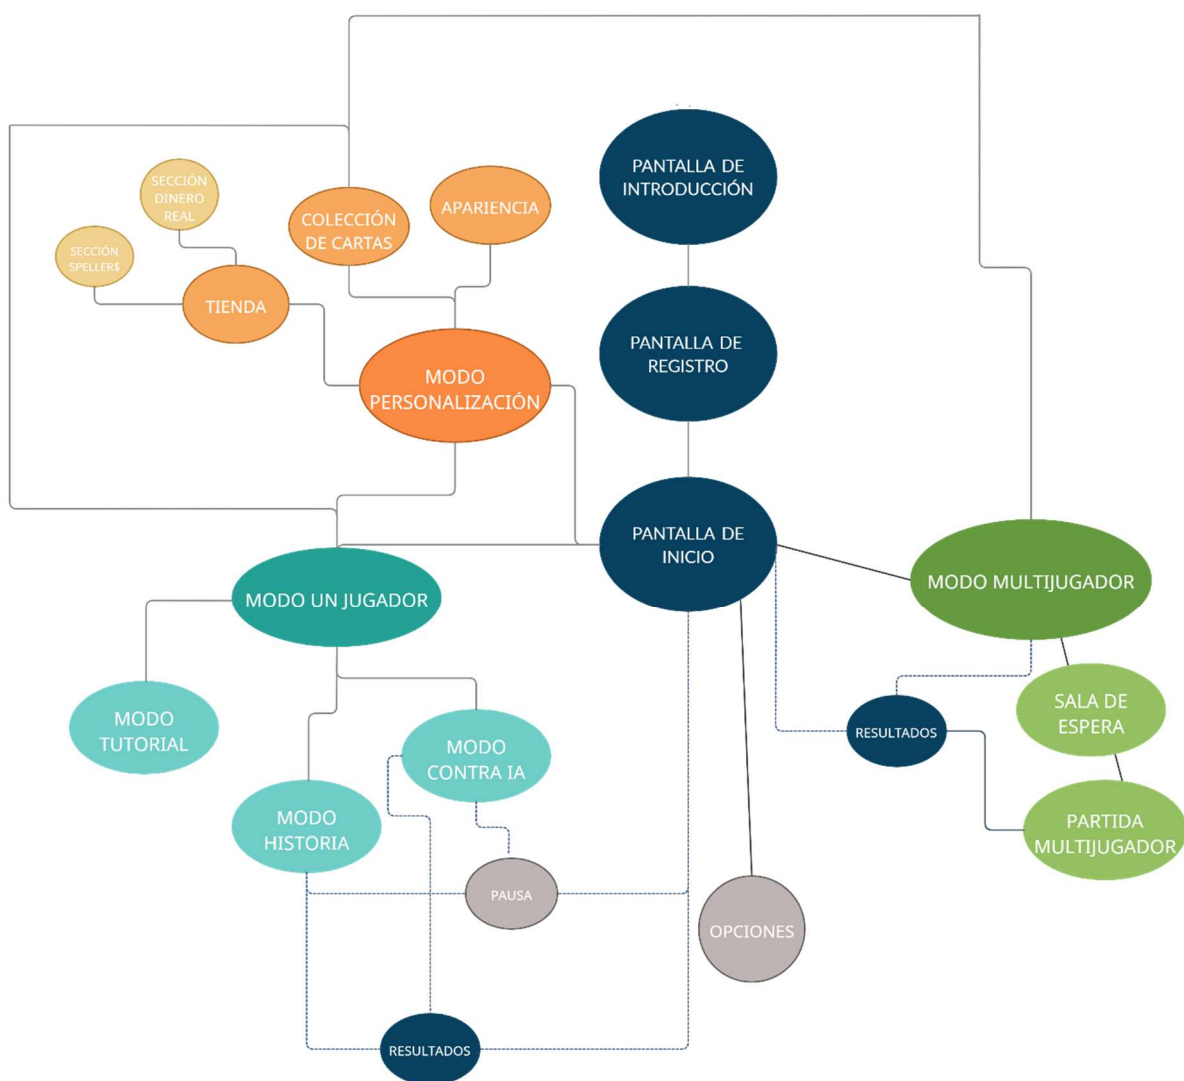 PANTALLA DE
INTRODUCCIÓN
SECCIÓN
DINERO
REAL
APARIENCIA
COLECCIÓN
DE CARTAS
SECCIÓN
SPELLER$
TIENDA
PANTALLA DE
REGISTRO
MODO
PERSONALIZACIÓN
PANTALLA DE
INICIO
MODO MULTIJUGADOR
MODO UN JUGADOR
SALA DE
ESPERA
MODO
TUTORIAL
RESULTADOS
MODO
CONTRA IA
MODO
HISTORIA
PARTIDA
MULTIJUGADOR
PAUSA
OPCIONES
RESULTADOS